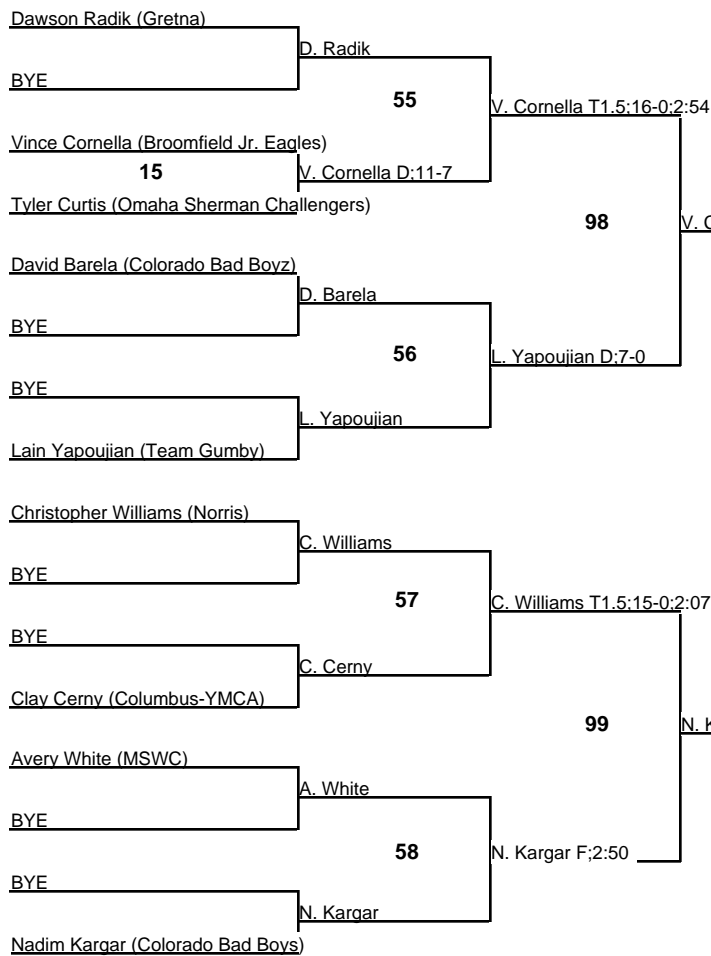 Dawson Radik (Gretna)
D. Radik
BYE
55
V. Cornella T1.5;16-0;2:54
Vince Cornella (Broomfield Jr. Eagles)
15
V. Cornella D;11-7
Tyler Curtis (Omaha Sherman Challengers)
98
V. C
David Barela (Colorado Bad Boyz)
D. Barela
BYE
56
L. Yapoujian D;7-0
BYE
L. Yapoujian
Lain Yapoujian (Team Gumby)
Christopher Williams (Norris)
C. Williams
BYE
57
C. Williams T1.5;15-0;2:07
BYE
C. Cerny
Clay Cerny (Columbus-YMCA)
99
N. K
Avery White (MSWC)
A. White
BYE
58
N. Kargar F;2:50
BYE
N. Kargar
Nadim Kargar (Colorado Bad Boys)